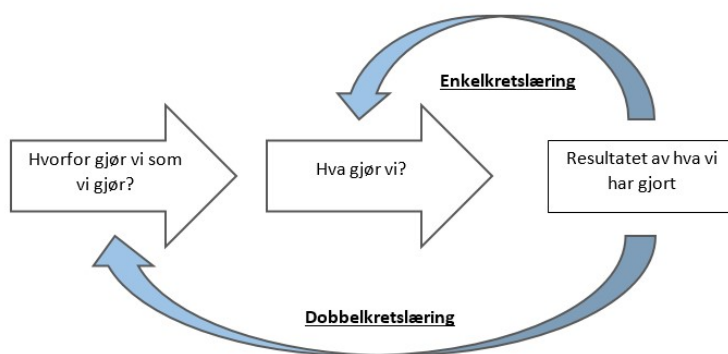 Enkelkretslæring
Hvorfor gjør vi som
vi gjør?
Hva gjør vi?
Resultatet av hva vi
har gjort
Dobbelkretslæring